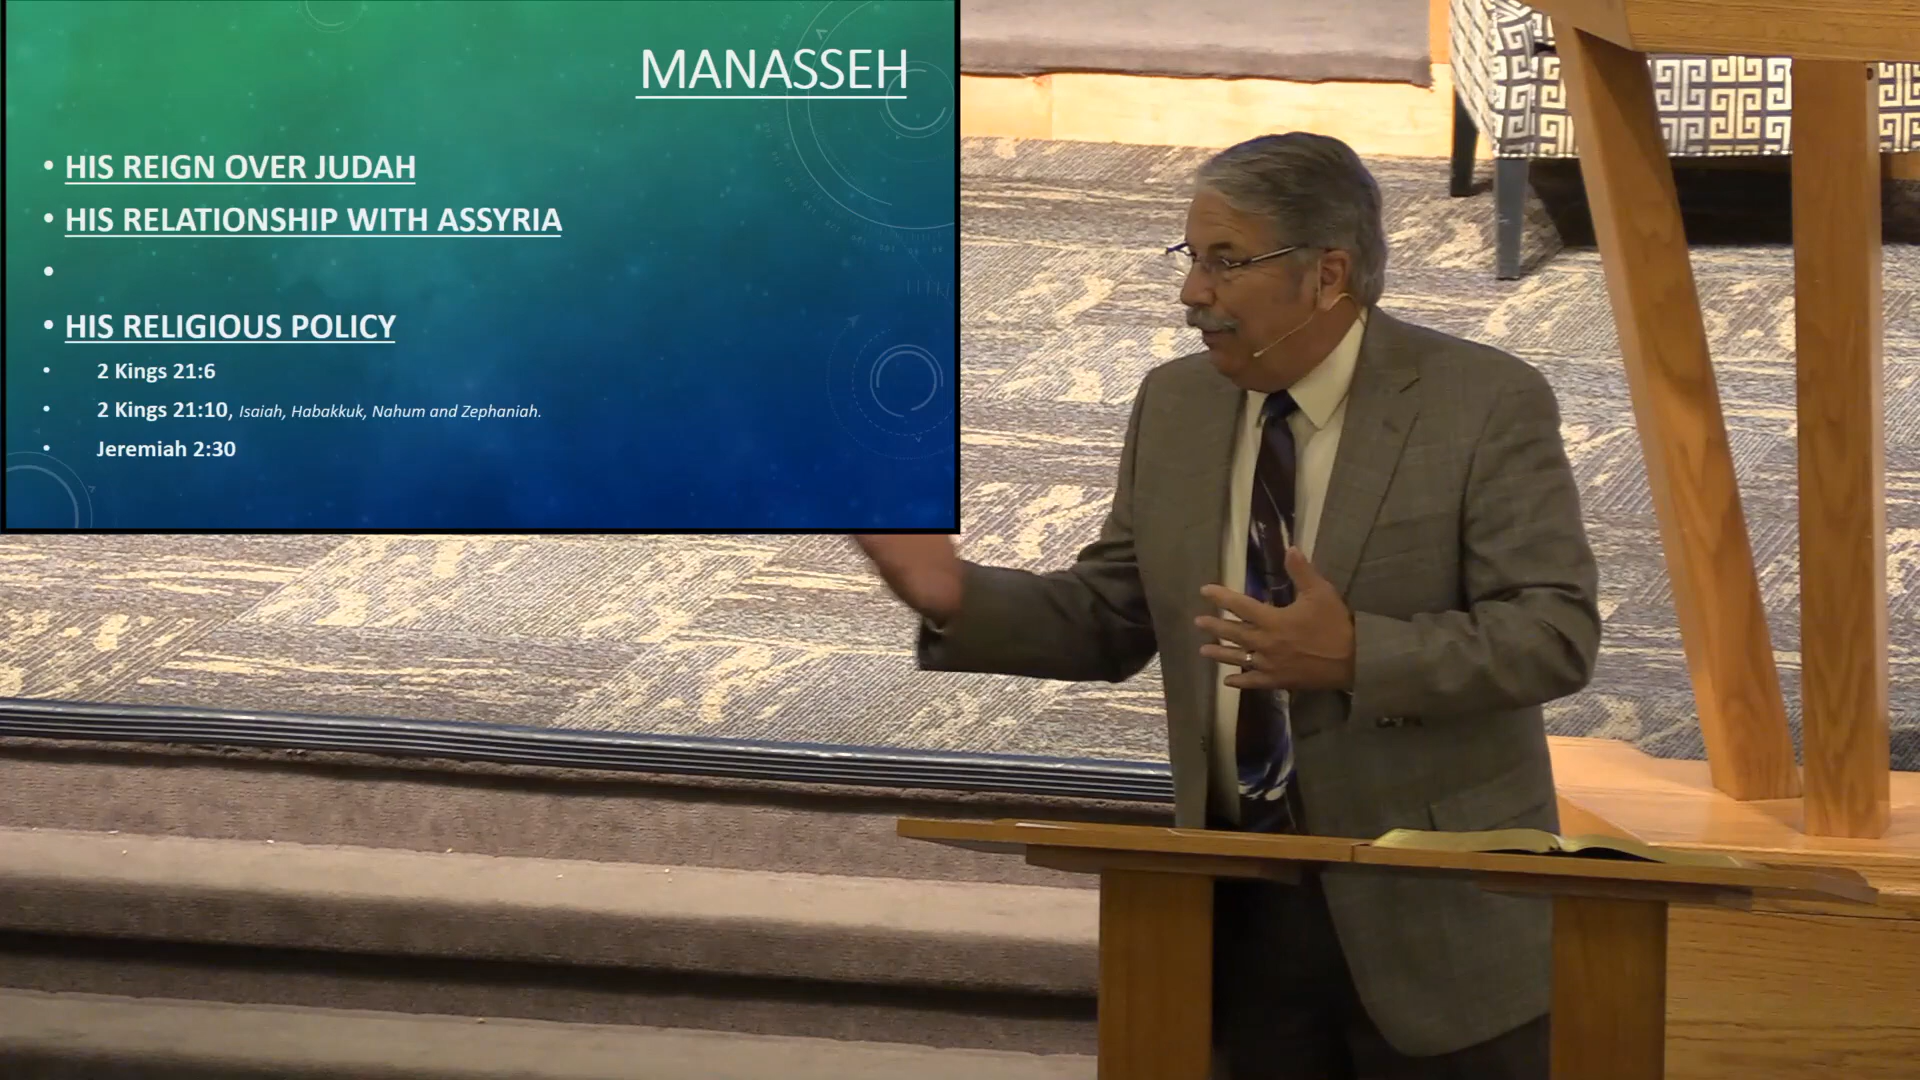 MANASSEH
• HIS REIGN OVER JUDAH
• HIS RELATIONSHIP WITH ASSYRIA
•
• HIS RELIGIOUS POLICY
• 2 Kings 21:6
• 2 Kings 21:10, Isaiah, Habakkuk, Nahum and Zephaniah.
• Jeremiah 2:30